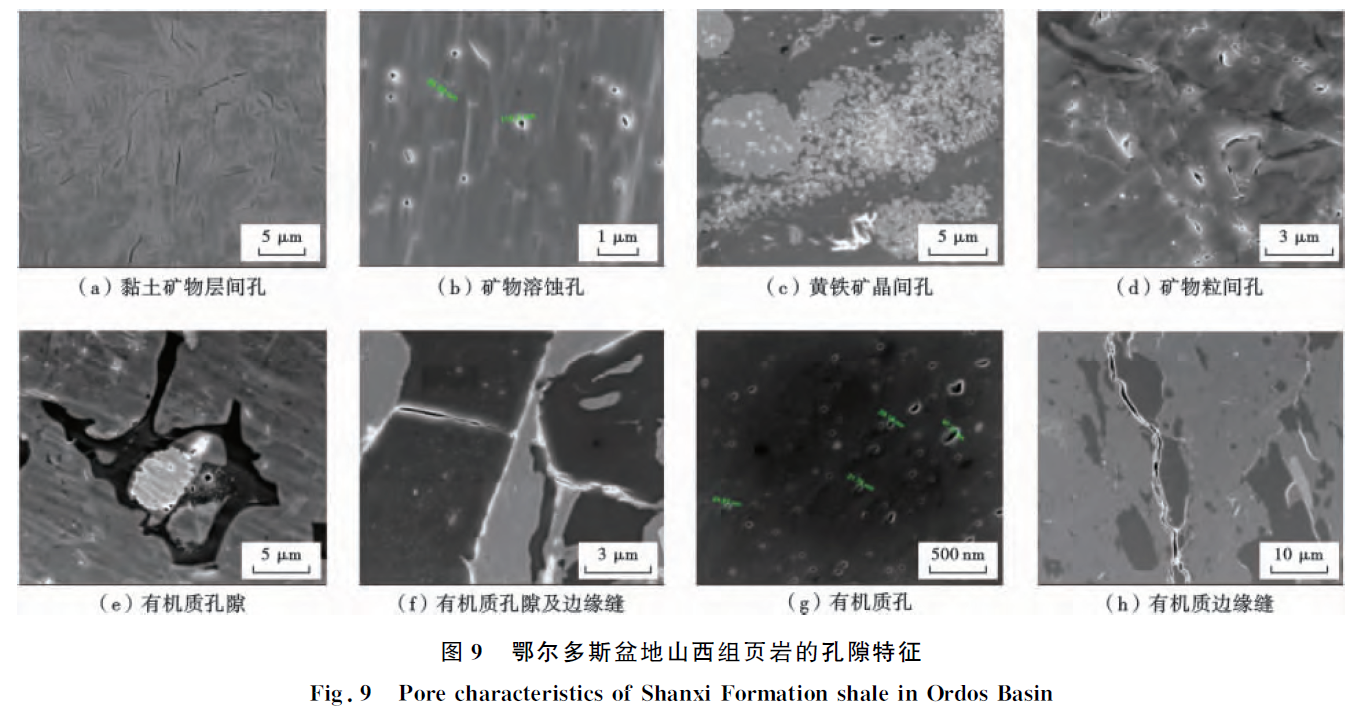 5 μm
1 μm
5 μm
3 μm
(a)黏土矿物层间孔
(b)矿物溶蚀孔
(c)黄铁矿晶间孔
(d)矿物粒间孔
5 μm
3 μm
500 nm
10 μm
(e)有机质孔隙
(f)有机质孔隙及边缘缝
(g)有机质孔
(h)有机质边缘缝
图 9 鄂尔多斯盆地山西组页岩的孔隙特征
Fig. 9 Pore characteristics of Shanxi Formation shale in Ordos Basin